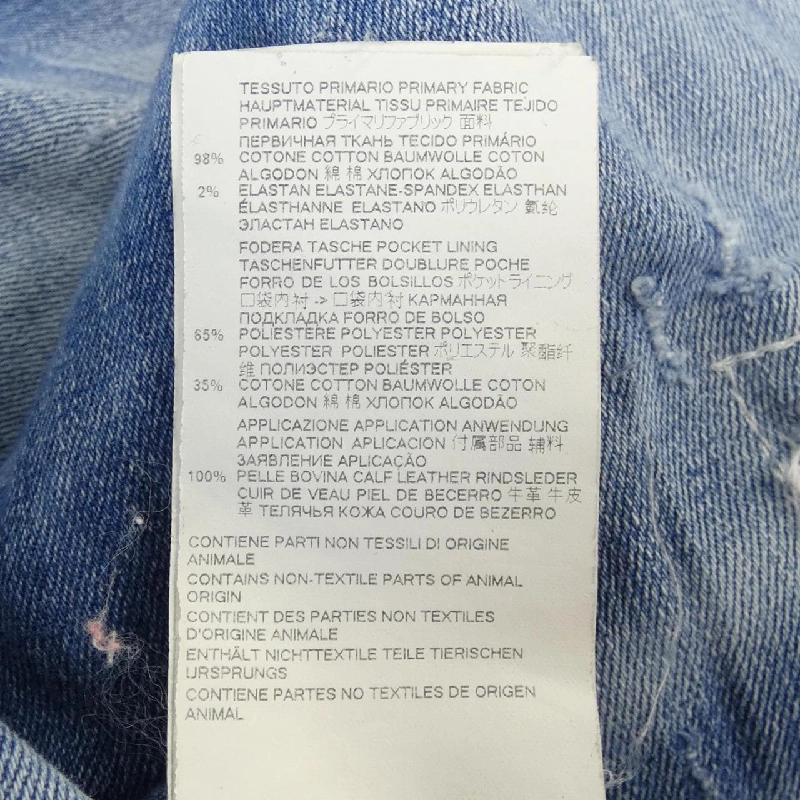 TESSUTO PRIMARIO PRIMARY FABRIC
HAUPTMATERIAL TISSU PRIMAIRE TEJIDO
PRIMARIO プライマリファブリック 面料
ПЕРВИЧНАЯ ТКАНЬ TECIDO PRIMÁRIO
98% COTONE COTTON BAUMWOLLE COTON
ALGODON 綿 棉 ХЛОПОК ALGODÃO
2% ELASTAN ELASTANE-SPANDEX ELASTHAN
ÉLASTHANNE ELASTANO ポリウレタン 氨纶
ЭЛАСТАН ELASTANO
FODERA TASCHE POCKET LINING
TASCHENFUTTER DOUBLURE POCHE
FORRO DE LOS BOLSILLOS ポケットライニング
口袋内衬 -> 口袋内衬 КАРМАННАЯ
ПОДКЛАДКА FORRO DE BOLSO
65% POLIESTERE POLYESTER POLYESTER
POLYESTER POLIESTER ポリエステル 聚酯纤
维 ПОЛИЭСТЕР POLIÉSTER
35% COTONE COTTON BAUMWOLLE COTON
ALGODON 綿 棉 ХЛОПОК ALGODÃO
APPLICAZIONE APPLICATION ANWENDUNG
APPLICATION APLICACION 付属部品 辅料
ЗАЯВЛЕНИЕ APLICAÇÃO
100% PELLE BOVINA CALF LEATHER RINDSLEDER
CUIR DE VEAU PIEL DE BECERRO 牛革 牛皮
革 ТЕЛЯЧЬЯ КОЖА COURO DE BEZERRO
CONTIENE PARTI NON TESSILI DI ORIGINE
ANIMALE
CONTAINS NON-TEXTILE PARTS OF ANIMAL
ORIGIN
CONTIENT DES PARTIES NON TEXTILES
D'ORIGINE ANIMALE
ENTHÄLT NICHTTEXTILE TEILE TIERISCHEN
URSPRUNGS
CONTIENE PARTES NO TEXTILES DE ORIGEN
ANIMAL